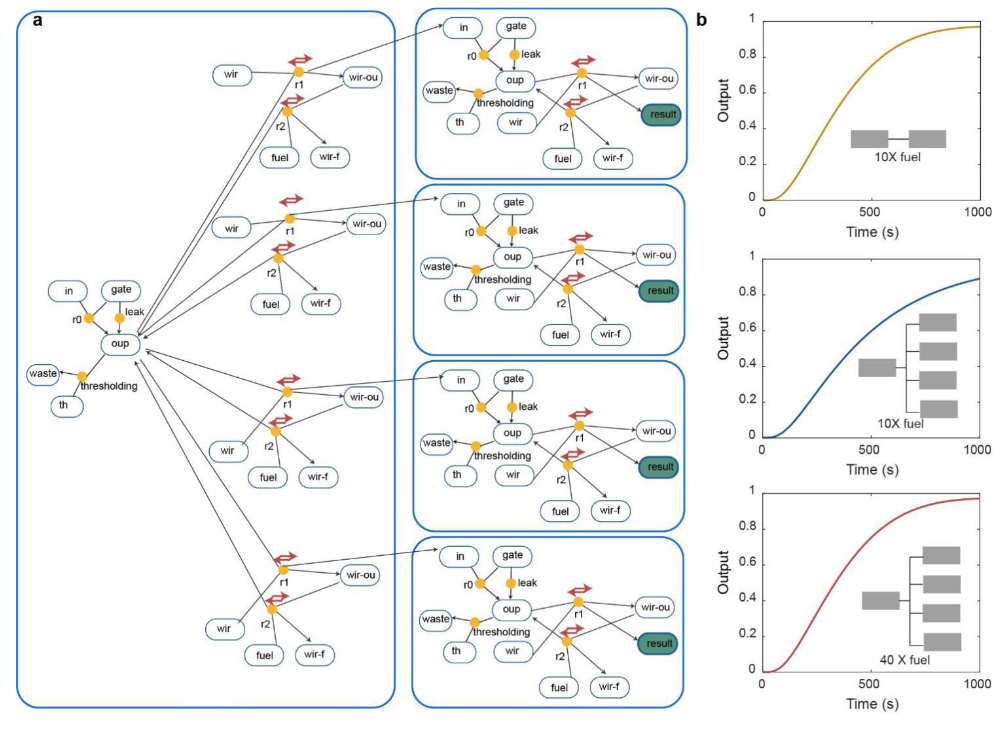 a
in
gate
r0
leak
oup
waste
thresholding
th
wir
r1
wir-ou
r2
fuel
wir-f
wir
r1
wir-ou
r2
fuel
wir-f
r1
wir-ou
r2
wir
fuel
wir-f
r1
wir-ou
r2
wir
fuel
wir-f
in
gate
r0
leak
oup
waste
thresholding
th
wir
r1
wir-ou
result
r2
fuel
wir-f
in
gate
r0
leak
oup
waste
thresholding
th
wir
r1
wir-ou
result
r2
fuel
wir-f
in
gate
r0
leak
oup
waste
thresholding
th
wir
r1
wir-ou
result
r2
fuel
wir-f
in
gate
r0
leak
oup
waste
thresholding
th
wir
r1
wir-ou
result
r2
fuel
wir-f
b
1
0.8
0.6
0.4
0.2
0
Output
10X fuel
0 500 1000
Time (s)
1
0.8
0.6
0.4
0.2
0
Output
10X fuel
0 500 1000
Time (s)
1
0.8
0.6
0.4
0.2
0
Output
40 X fuel
0 500 1000
Time (s)